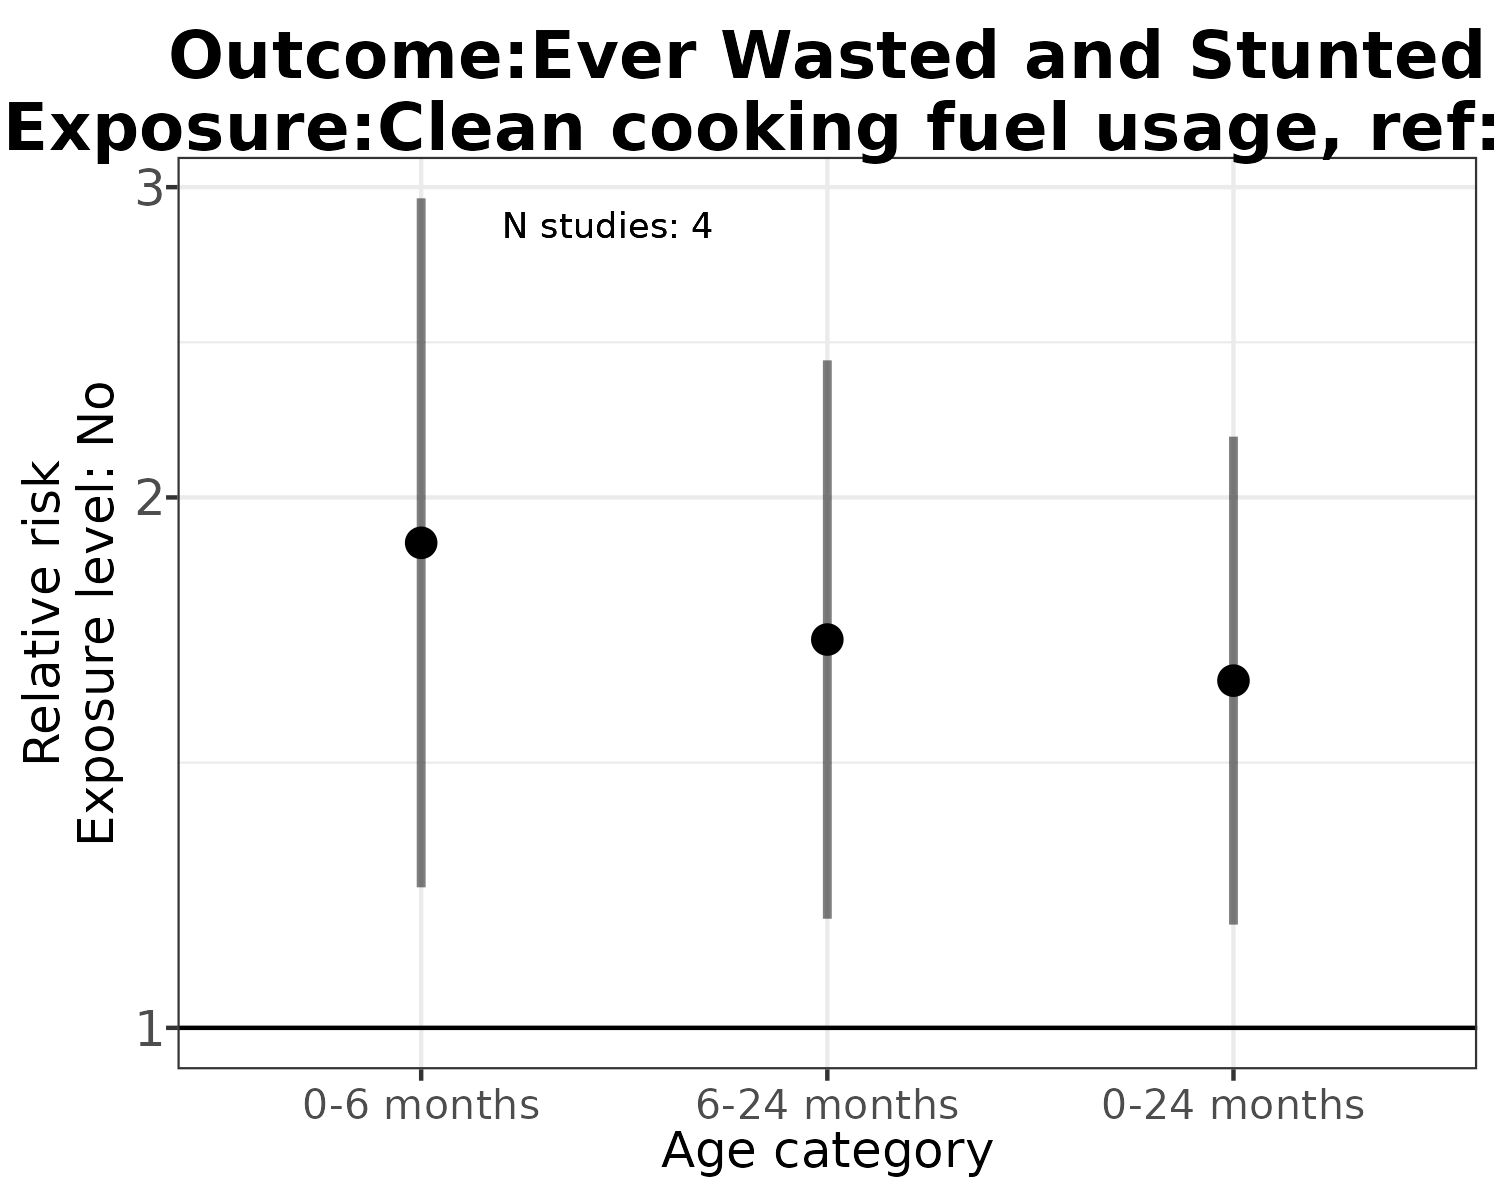 Outcome:Ever Wasted and Stunted
Exposure:Clean cooking fuel usage, ref:
3
N studies: 4
2
1
Relative risk
Exposure level: No
0-6 months
6-24 months
0-24 months
Age category